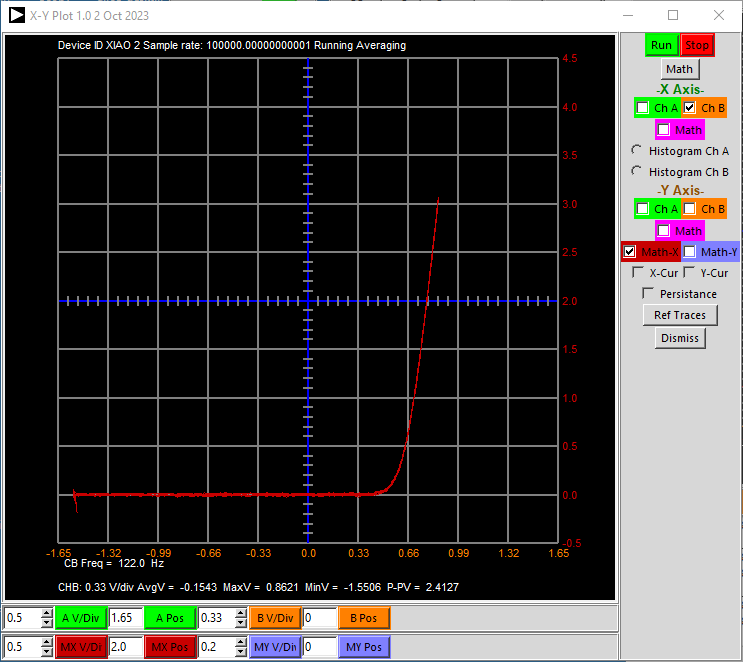 X-Y Plot 1.0 2 Oct 2023
Device ID XIAO 2 Sample rate: 100000.00000000001 Running Averaging
4.5
4.0
3.5
3.0
2.5
2.0
1.5
1.0
0.5
0.0
-0.5
-1.65 -1.32 -0.99 -0.66 -0.33 0.0 0.33 0.66 0.99 1.32 1.65
CB Freq = 122.0 Hz
CHB: 0.33 V/div AvgV = -0.1543 MaxV = 0.8621 MinV = -1.5506 P-PV = 2.4127
Run Stop
Math
-X Axis-
Ch A Ch B
Math
Histogram Ch A
Histogram Ch B
-Y Axis-
Ch A Ch B
Math
Math-X Math-Y
X-Cur Y-Cur
Persistance
Ref Traces
Dismiss
0.5 A V/Div 1.65 A Pos 0.33 B V/Div 0 B Pos
0.5 MX V/Div 2.0 MX Pos 0.2 MY V/Div 0 MY Pos